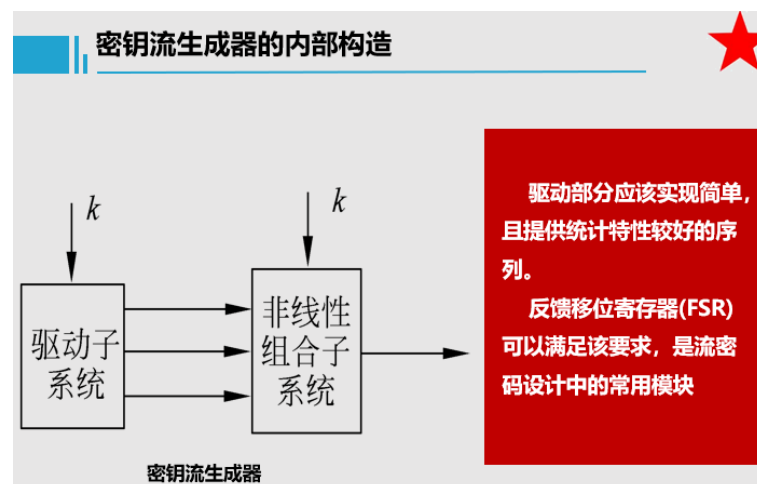 密钥流生成器的内部构造
k
k
驱动子
系统
非线性
组合子
系统
驱动部分应该实现简单，
且提供统计特性较好的序
列。
反馈移位寄存器(FSR)
可以满足该要求，是流密
码设计中的常用模块
密钥流生成器